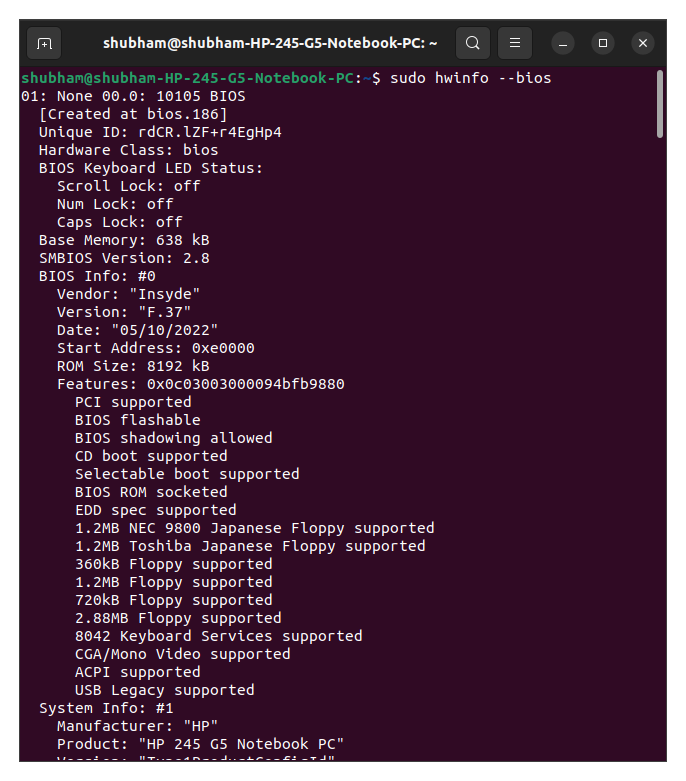 shubham@shubham-HP-245-G5-Notebook-PC: ~
shubham@shubham-HP-245-G5-Notebook-PC:~$ sudo hwinfo --bios
01: None 00.0: 10105 BIOS
  [Created at bios.186]
  Unique ID: rdCR.lZF+r4EgHp4
  Hardware Class: bios
  BIOS Keyboard LED Status:
    Scroll Lock: off
    Num Lock: off
    Caps Lock: off
  Base Memory: 638 kB
  SMBIOS Version: 2.8
  BIOS Info: #0
    Vendor: "Insyde"
    Version: "F.37"
    Date: "05/10/2022"
    Start Address: 0xe0000
    ROM Size: 8192 kB
    Features: 0x0c03003000094bfb9880
      PCI supported
      BIOS flashable
      BIOS shadowing allowed
      CD boot supported
      Selectable boot supported
      BIOS ROM socketed
      EDD spec supported
      1.2MB NEC 9800 Japanese Floppy supported
      1.2MB Toshiba Japanese Floppy supported
      360kB Floppy supported
      1.2MB Floppy supported
      720kB Floppy supported
      2.88MB Floppy supported
      8042 Keyboard Services supported
      CGA/Mono Video supported
      ACPI supported
      USB Legacy supported
  System Info: #1
    Manufacturer: "HP"
    Product: "HP 245 G5 Notebook PC"
    Version: "Type1ProductConfigId"